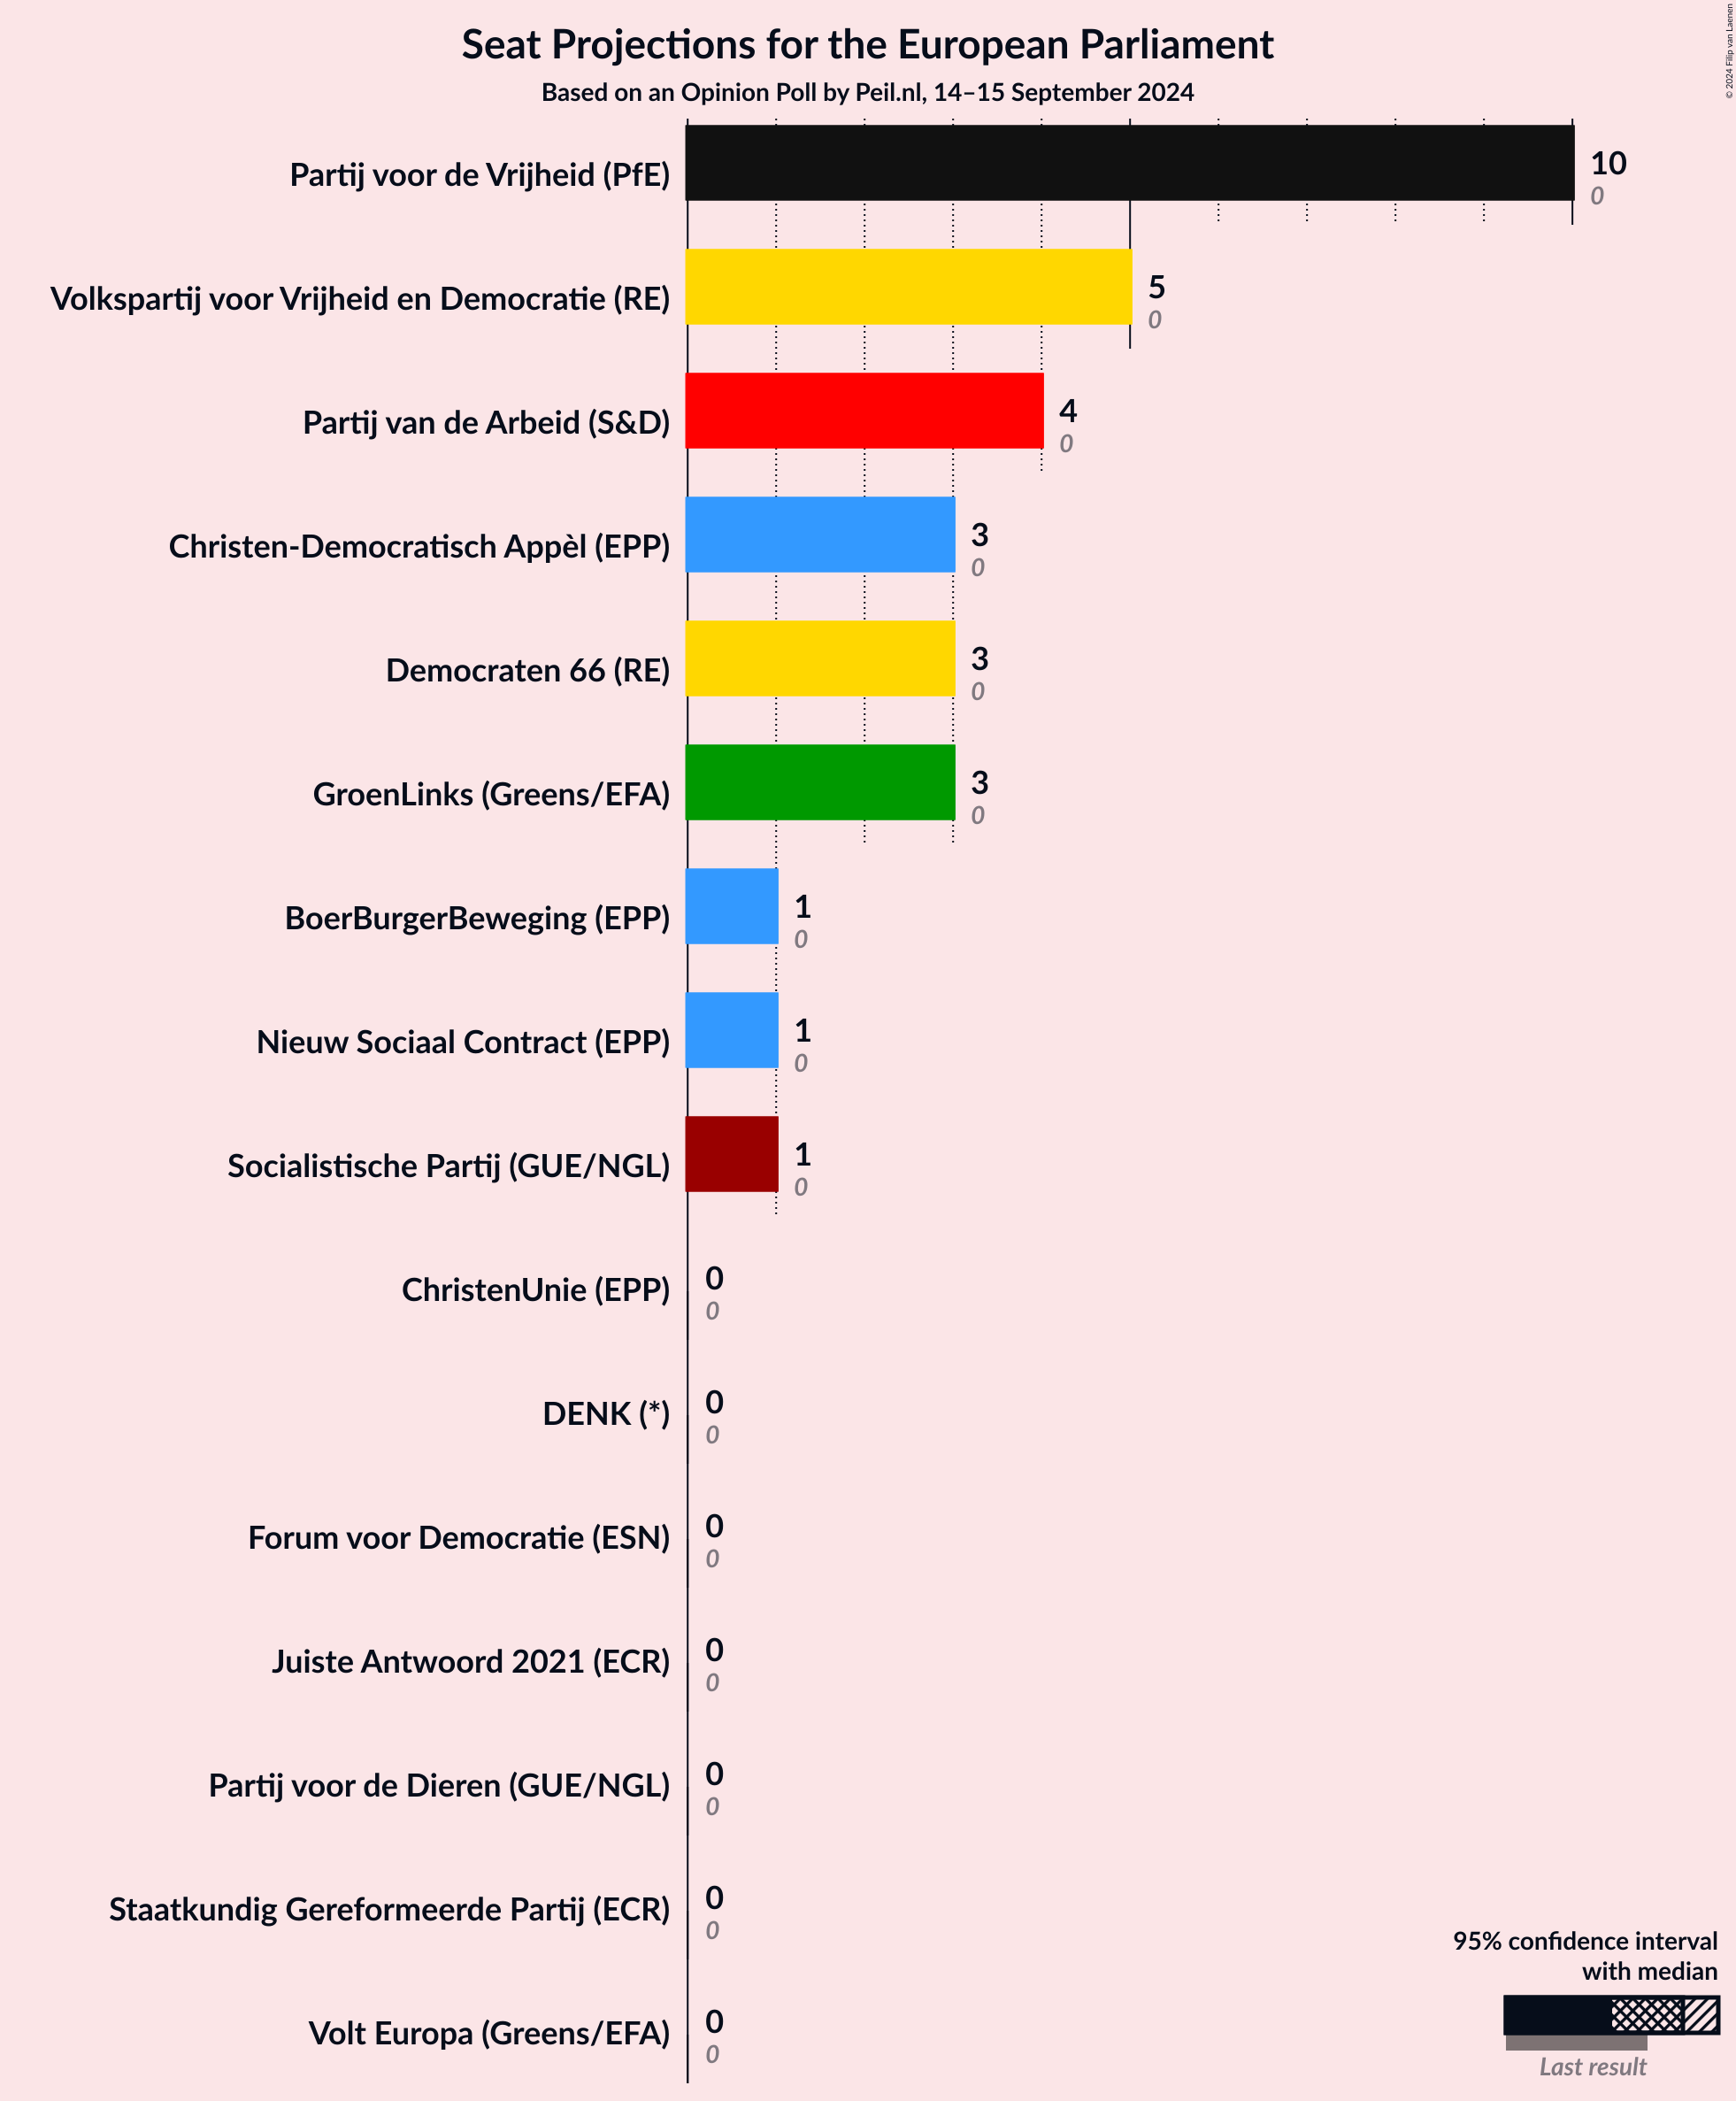 Seat Projections for the European Parliament
Based on an Opinion Poll by Peil.nl, 14–15 September 2024
© 2024 Filip van Laenen
Partij voor de Vrijheid (PfE)
10
0
Volkspartij voor Vrijheid en Democratie (RE)
5
0
Partij van de Arbeid (S&D)
4
0
Christen-Democratisch Appèl (EPP)
3
0
Democraten 66 (RE)
3
0
GroenLinks (Greens/EFA)
3
0
BoerBurgerBeweging (EPP)
1
0
Nieuw Sociaal Contract (EPP)
1
0
Socialistische Partij (GUE/NGL)
1
0
ChristenUnie (EPP)
0
0
DENK (*)
0
0
Forum voor Democratie (ESN)
0
0
Juiste Antwoord 2021 (ECR)
0
0
Partij voor de Dieren (GUE/NGL)
0
0
Staatkundig Gereformeerde Partij (ECR)
0
0
Volt Europa (Greens/EFA)
0
0
95% confidence interval
with median
Last result